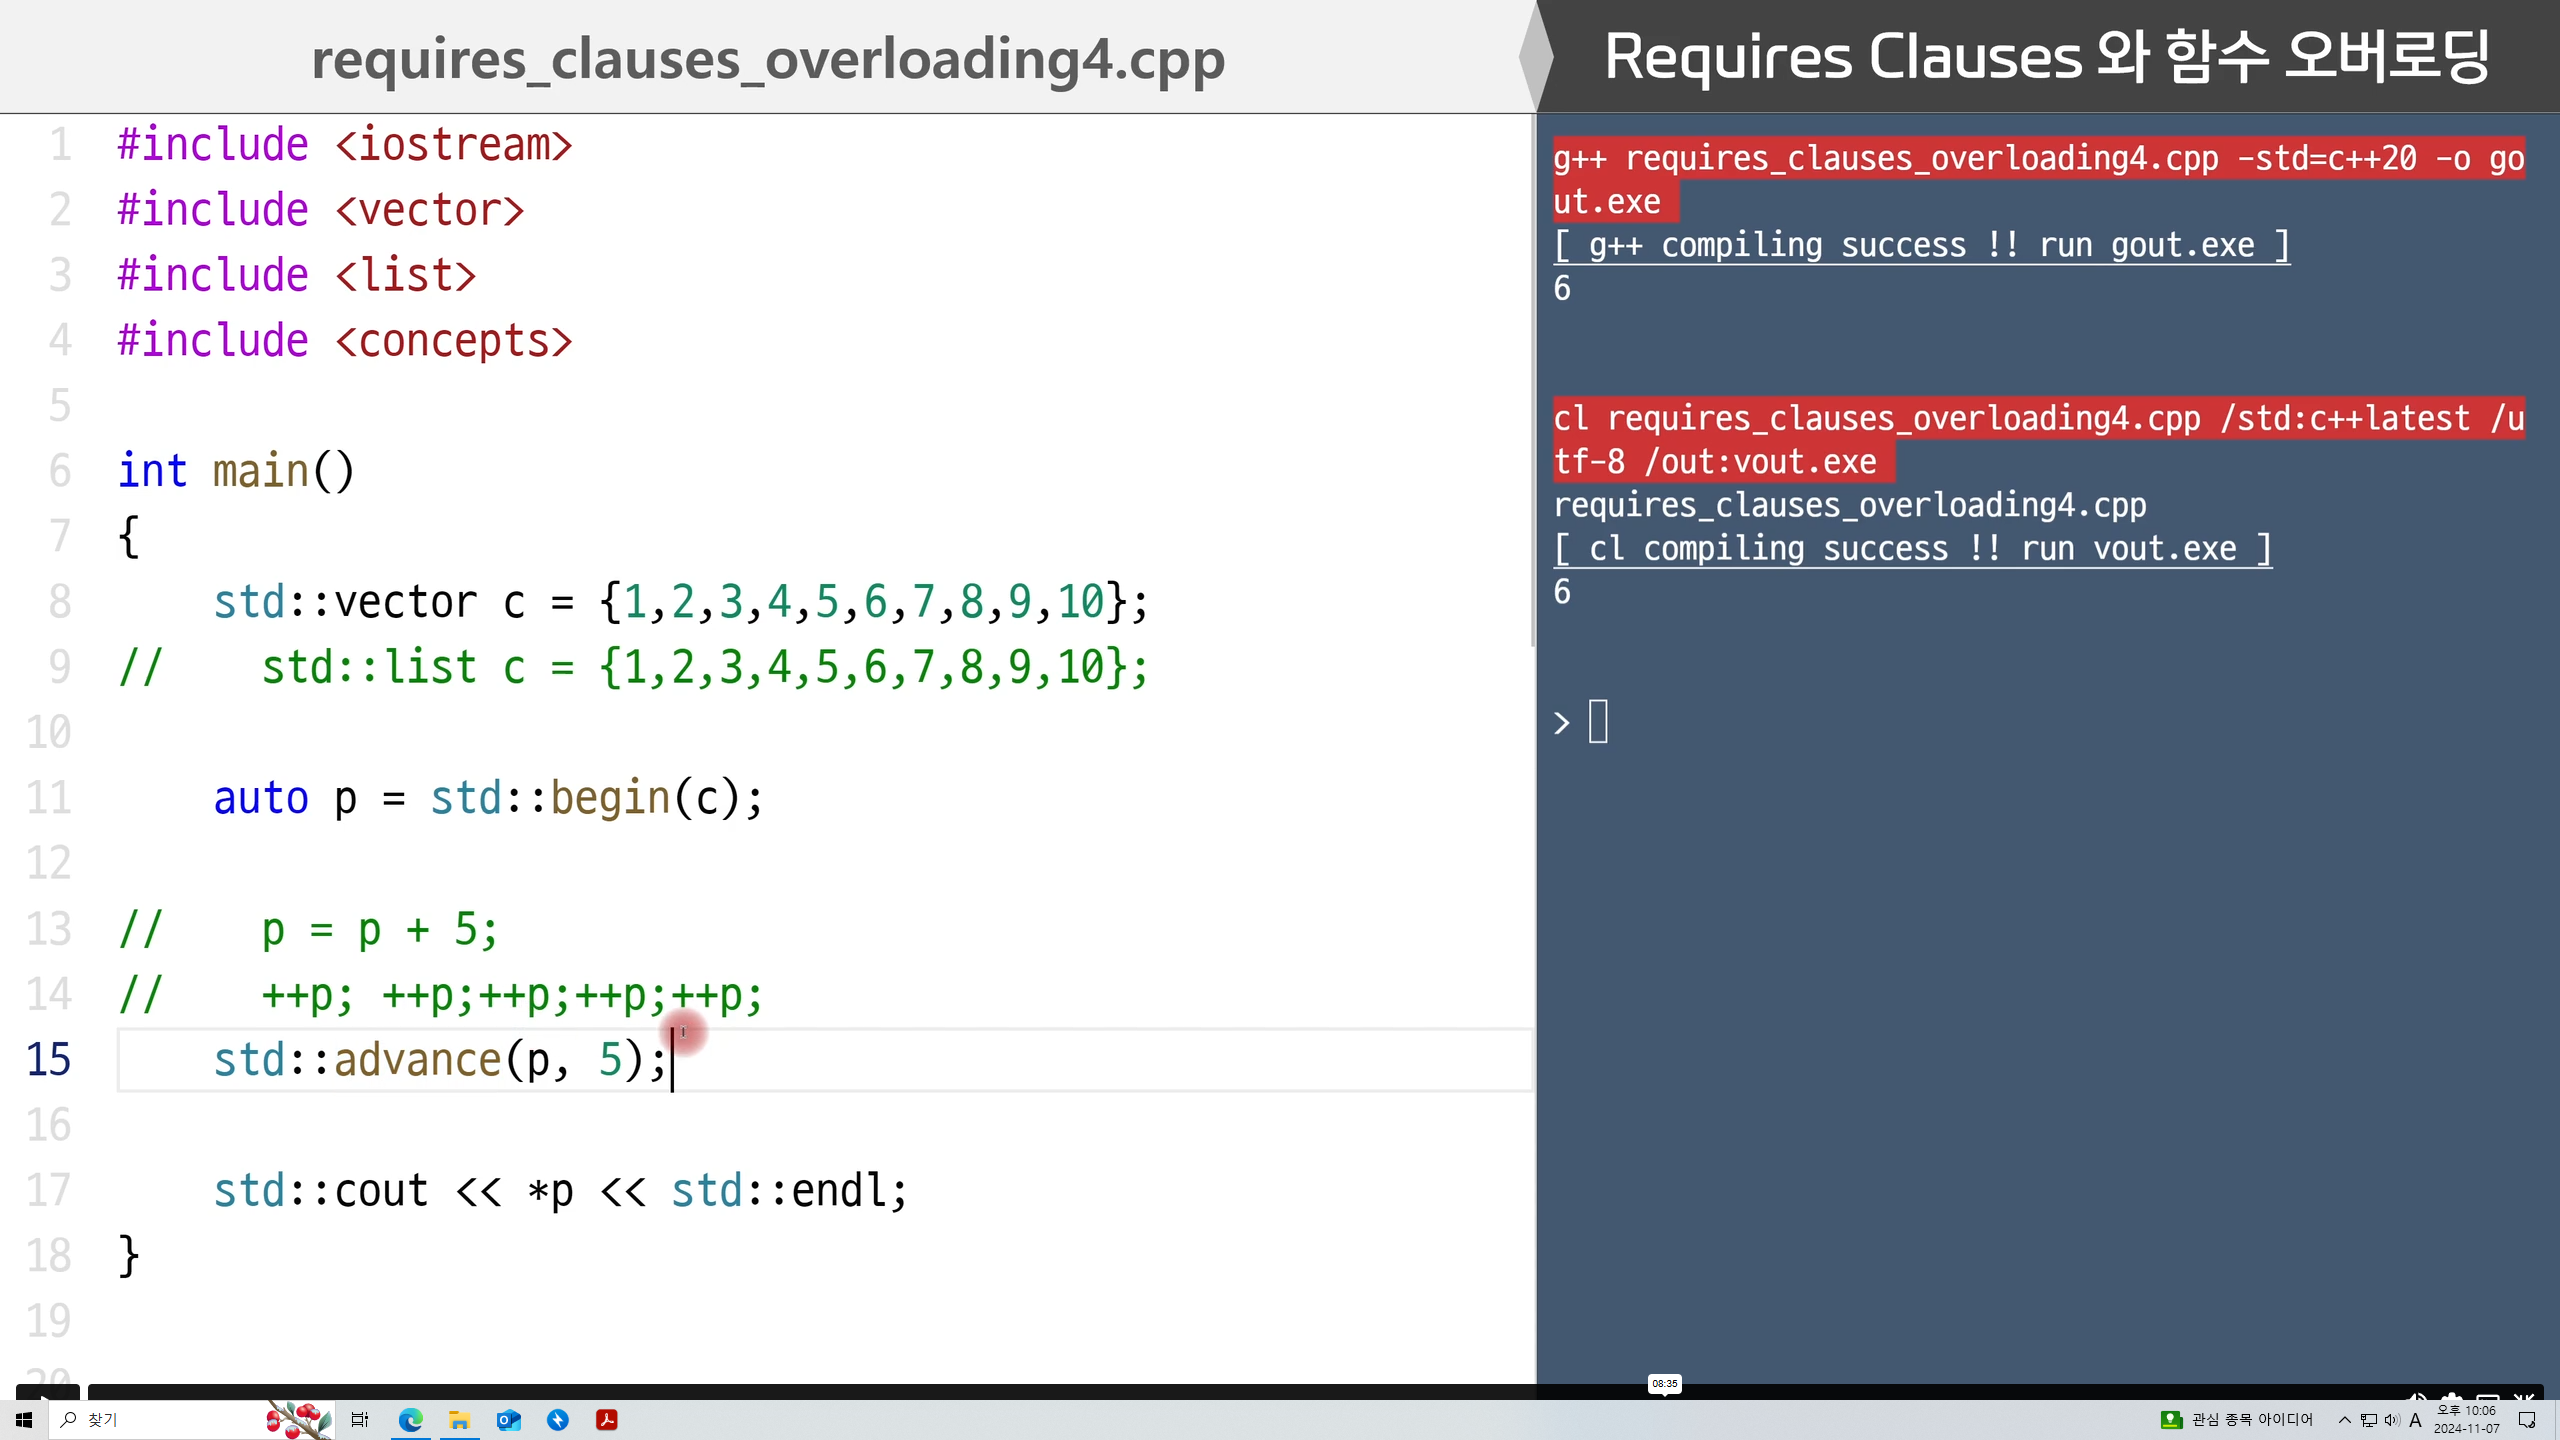 requires_clauses_overloading4.cpp
Requires Clauses 와 함수 오버로딩
1 #include <iostream>
2 #include <vector>
3 #include <list>
4 #include <concepts>
5
6 int main()
7 {
8     std::vector c = {1,2,3,4,5,6,7,8,9,10};
9 //    std::list c = {1,2,3,4,5,6,7,8,9,10};
10
11     auto p = std::begin(c);
12
13 //    p = p + 5;
14 //    ++p; ++p;++p;++p;++p;
15     std::advance(p, 5);
16
17     std::cout << *p << std::endl;
18 }
19
20
g++ requires_clauses_overloading4.cpp -std=c++20 -o go
ut.exe
[ g++ compiling success !! run gout.exe ]
6
cl requires_clauses_overloading4.cpp /std:c++latest /u
tf-8 /out:vout.exe
requires_clauses_overloading4.cpp
[ cl compiling success !! run vout.exe ]
6
>
08:35
찾기
관심 종목 아이디어
A
오후 10:06
2024-11-07